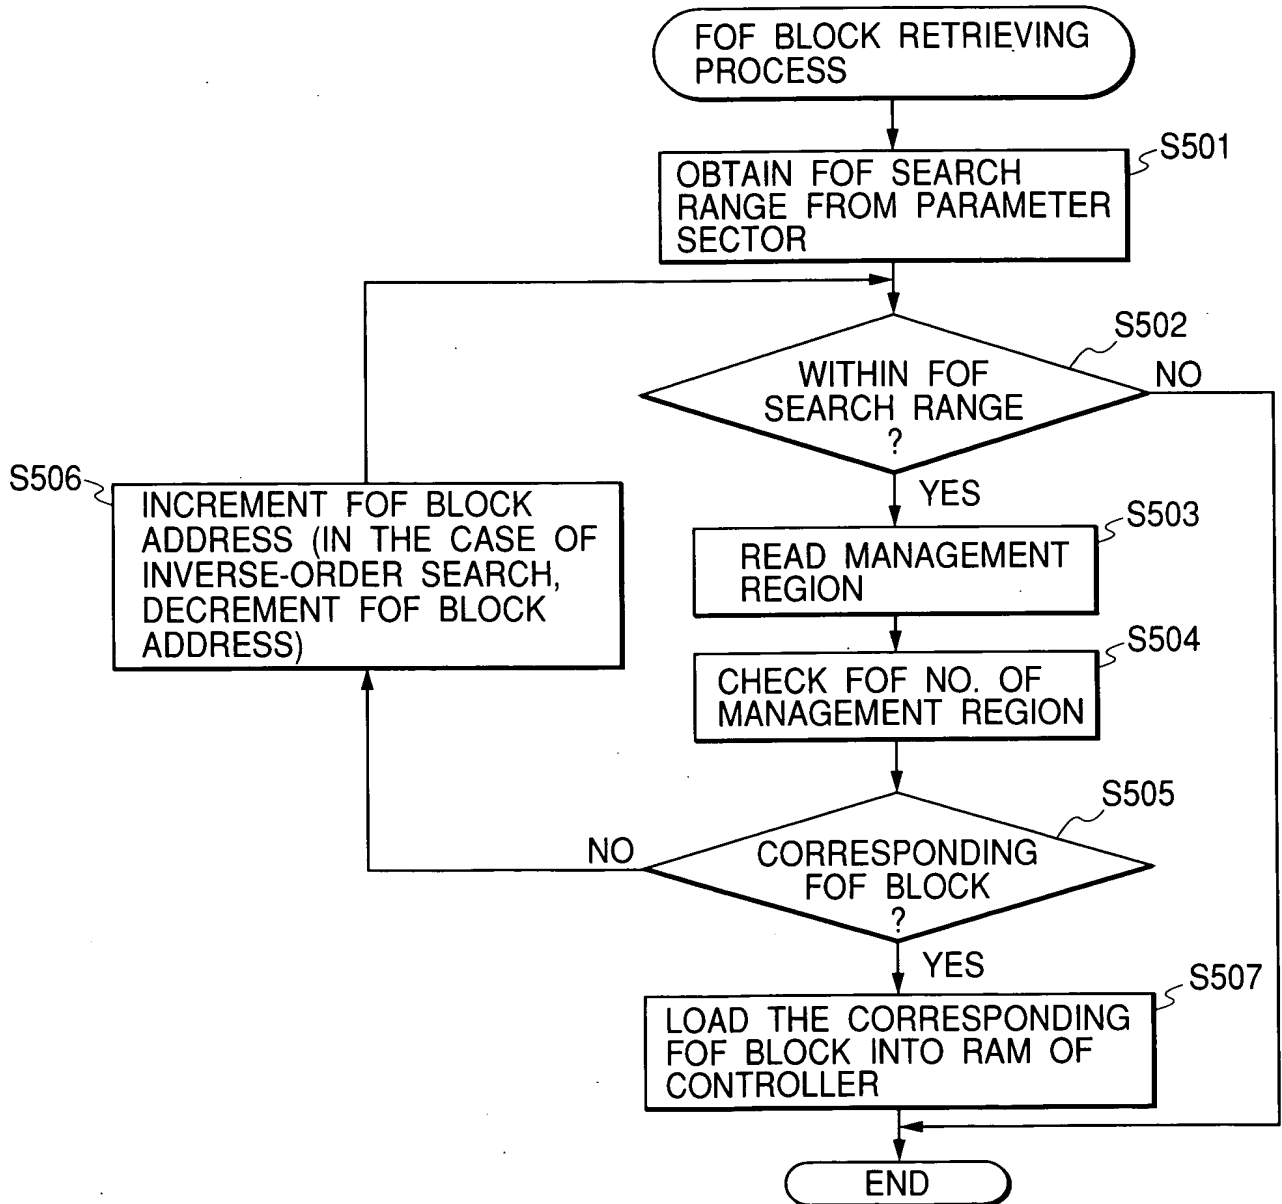 FOF BLOCK RETRIEVING
PROCESS
S501
OBTAIN FOF SEARCH
RANGE FROM PARAMETER
SECTOR
S502
WITHIN FOF
SEARCH RANGE
?
NO
YES
S503
READ MANAGEMENT
REGION
S504
CHECK FOF NO. OF
MANAGEMENT REGION
S505
CORRESPONDING
FOF BLOCK
?
NO
S506
INCREMENT FOF BLOCK
ADDRESS (IN THE CASE OF
INVERSE-ORDER SEARCH,
DECREMENT FOF BLOCK
ADDRESS)
YES
S507
LOAD THE CORRESPONDING
FOF BLOCK INTO RAM OF
CONTROLLER
END